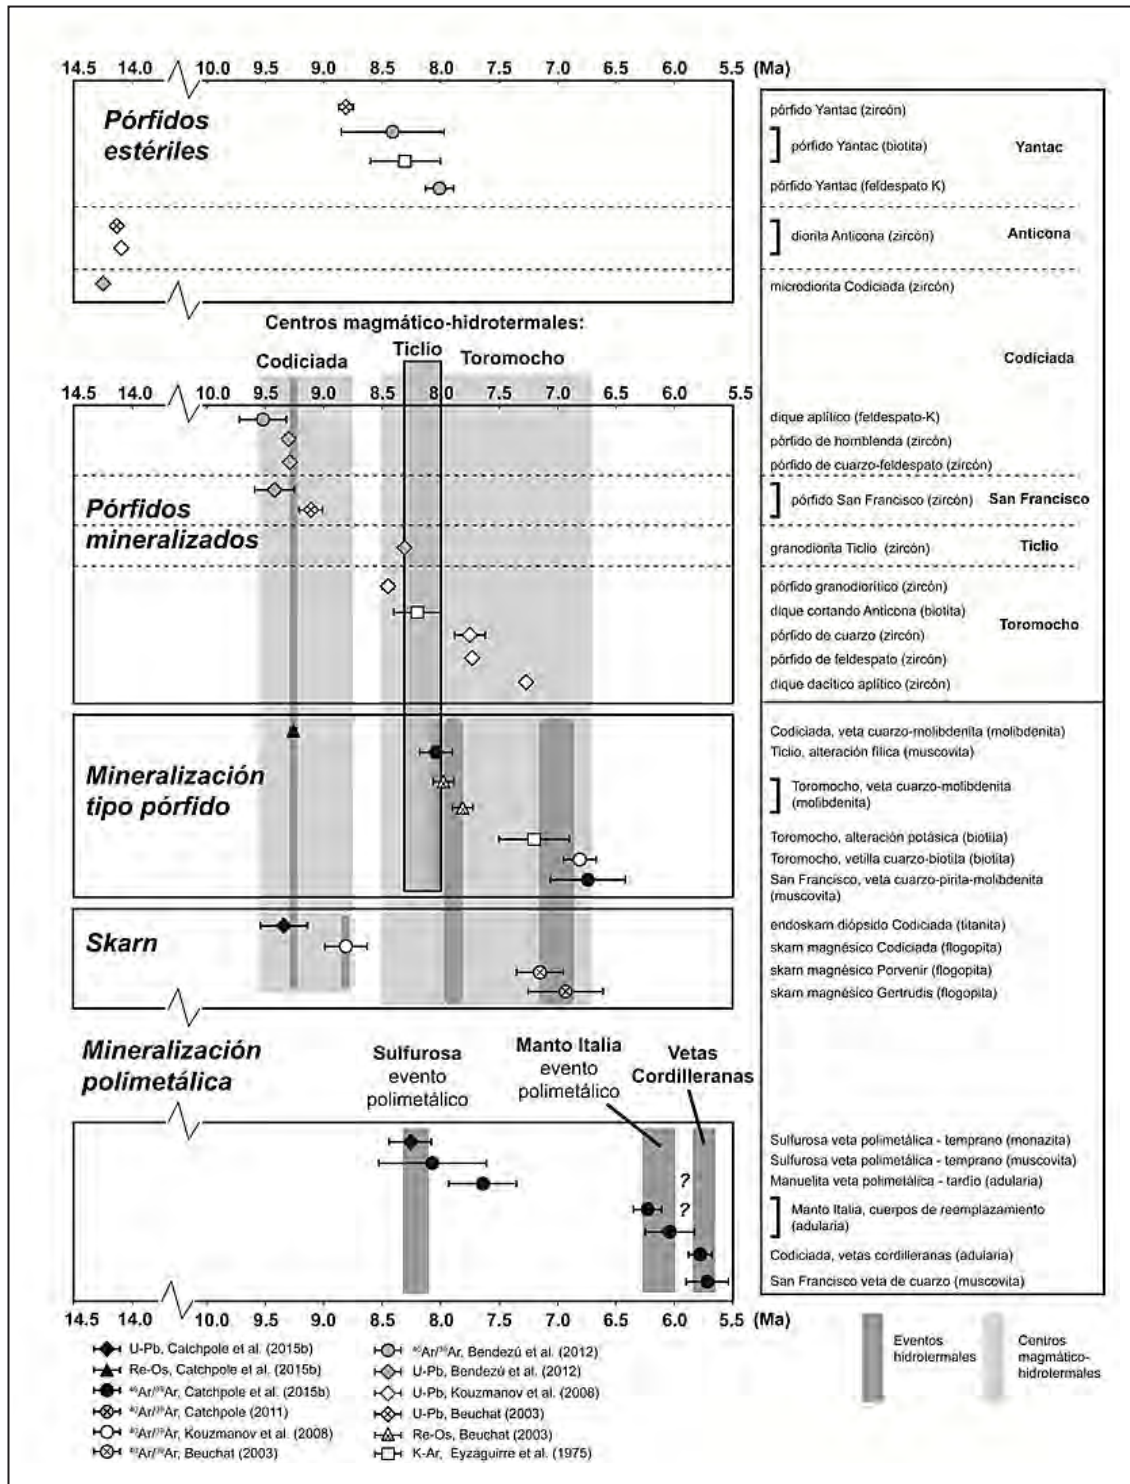 14.5 14.0 10.0 9.5 9.0 8.5 8.0 7.5 7.0 6.5 6.0 5.5 (Ma)
Pórfidos
estériles
pórfido Yantac (zircón)
pórfido Yantac (biotita)
Yantac
pórfido Yantac (feldespato K)
diorita Anticona (zircón)
Anticona
microdiorita Codiciada (zircón)
Centros magmático-hidrotermales:
Codiciada
Ticlio
Toromocho
Codiciada
14.5 14.0 10.0 9.5 9.0 8.5 8.0 7.5 7.0 6.5 6.0 5.5
Pórfidos
mineralizados
dique aplítico (feldespato-K)
pórfido de hornblenda (zircón)
pórfido de cuarzo-feldespato (zircón)
pórfido San Francisco (zircón)
San Francisco
granodiorita Ticlio (zircón)
Ticlio
pórfido granodiorítico (zircón)
dique cortando Anticona (biotita)
Toromocho
pórfido de cuarzo (zircón)
pórfido de feldespato (zircón)
dique dacítico aplítico (zircón)
Mineralización
tipo pórfido
Codiciada, veta cuarzo-molibdenita (molibdenita)
Ticlio, alteración fílica (muscovita)
Toromocho, veta cuarzo-molibdenita
(molibdenita)
Toromocho, alteración potásica (biotita)
Toromocho, vetilla cuarzo-biotita (biotita)
San Francisco, veta cuarzo-pirita-molibdenita
(muscovita)
Skarn
endoskarn diópsido Codiciada (titanita)
skarn magnésico Codiciada (flogopita)
skarn magnésico Porvenir (flogopita)
skarn magnésico Gertrudis (flogopita)
Mineralización
polimetálica
Sulfurosa
evento
polimetálico
Manto Italia
evento
polimetálico
Vetas
Cordilleranas
?
?
Sulfurosa veta polimetálica - temprano (monazita)
Sulfurosa veta polimetálica - temprano (muscovita)
Manuelita veta polimetálica - tardío (adularia)
Manto Italia, cuerpos de reemplazamiento
(adularia)
Codiciada, vetas cordilleranas (adularia)
San Francisco veta de cuarzo (muscovita)
14.5 14.0 10.0 9.5 9.0 8.5 8.0 7.5 7.0 6.5 6.0 5.5 (Ma)
U-Pb, Catchpole et al. (2015b)
Re-Os, Catchpole et al. (2015b)
⁴⁰Ar/³⁹Ar, Catchpole et al. (2015b)
⁴⁰Ar/³⁹Ar, Catchpole (2011)
⁴⁰Ar/³⁹Ar, Kouzmanov et al. (2008)
⁴⁰Ar/³⁹Ar, Beuchat (2003)
⁴⁰Ar/³⁹Ar, Bendezú et al. (2012)
U-Pb, Bendezú et al. (2012)
U-Pb, Kouzmanov et al. (2008)
U-Pb, Beuchat (2003)
Re-Os, Beuchat (2003)
K-Ar, Eyzaguirre et al. (1975)
Eventos
hidrotermales
Centros
magmático-
hidrotermales